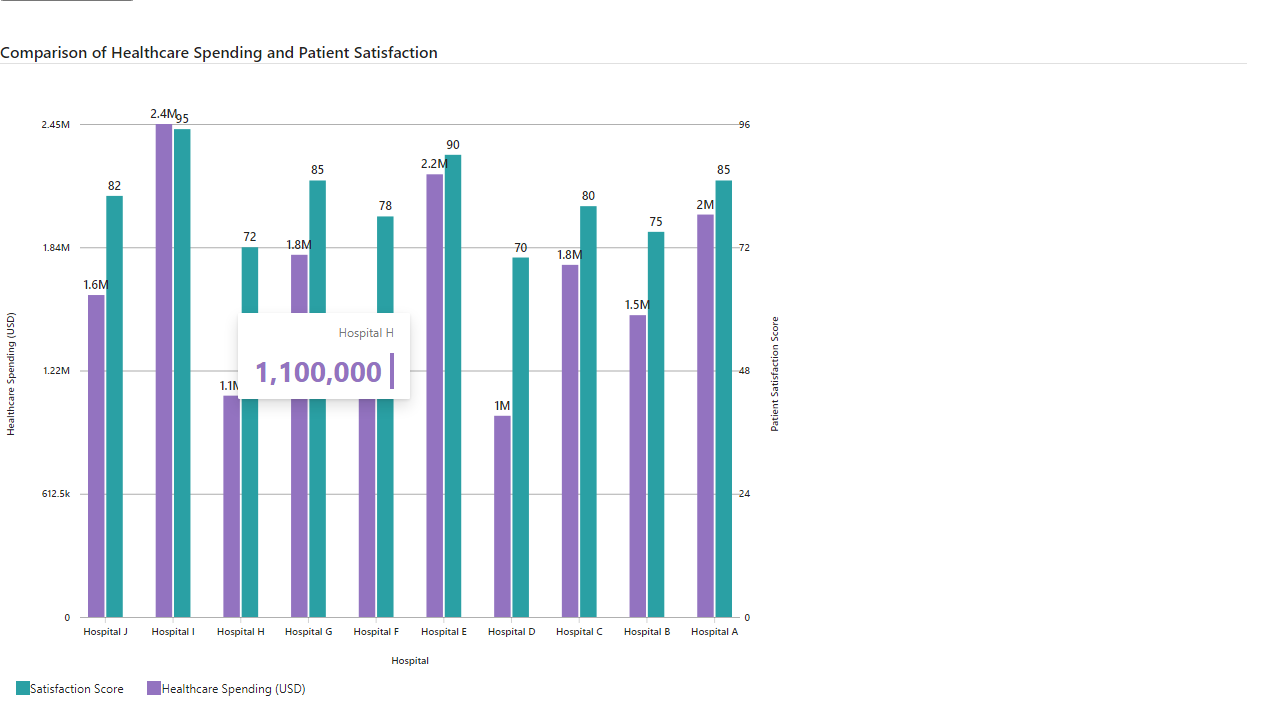 Comparison of Healthcare Spending and Patient Satisfaction
2.4M 95
2.45M 96
90
2.2M
85 85
82
80
78
2M
75
72
1.8M
1.84M 72
70
1.8M
1.6M
1.5M
Hospital H
1,100,000
1.22M 48
1.1M
1M
Healthcare Spending (USD)
Patient Satisfaction Score
612.5k 24
0 0
Hospital J Hospital I Hospital H Hospital G Hospital F Hospital E Hospital D Hospital C Hospital B Hospital A
Hospital
Satisfaction Score Healthcare Spending (USD)